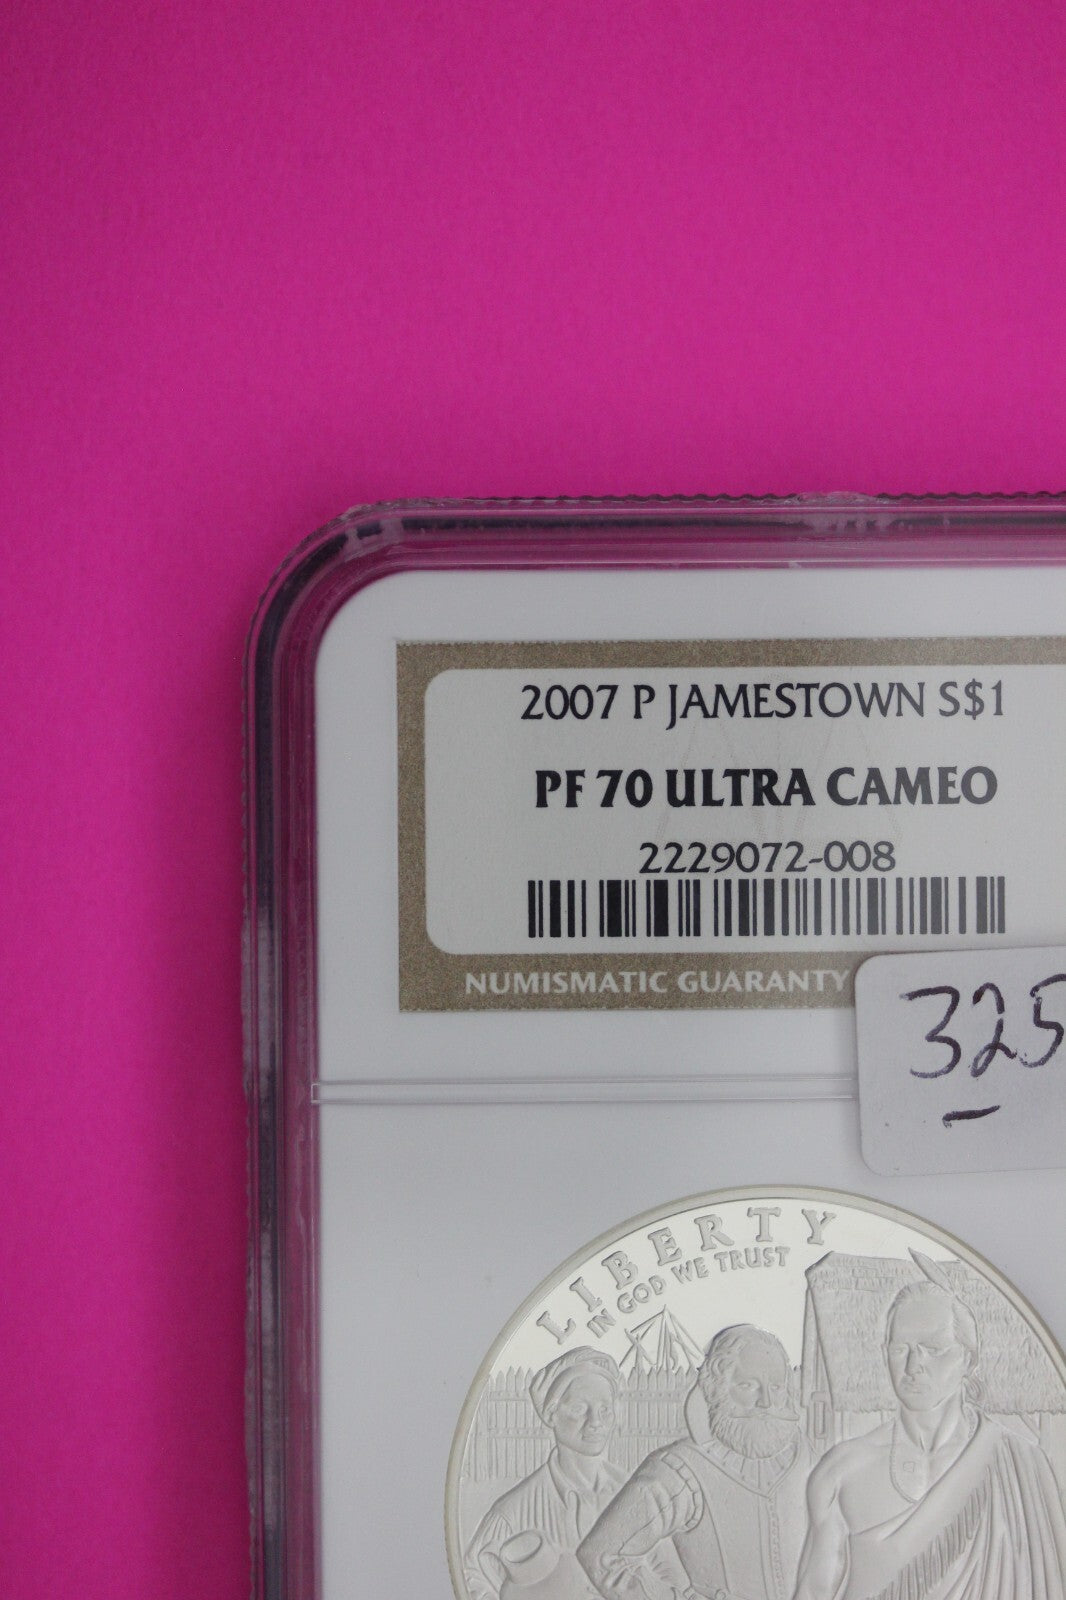 2007 P JAMESTOWN S$1
PF 70 ULTRA CAMEO
2229072-008
NUMISMATIC GUARANTY
325
LIBERTY
IN GOD WE TRUST